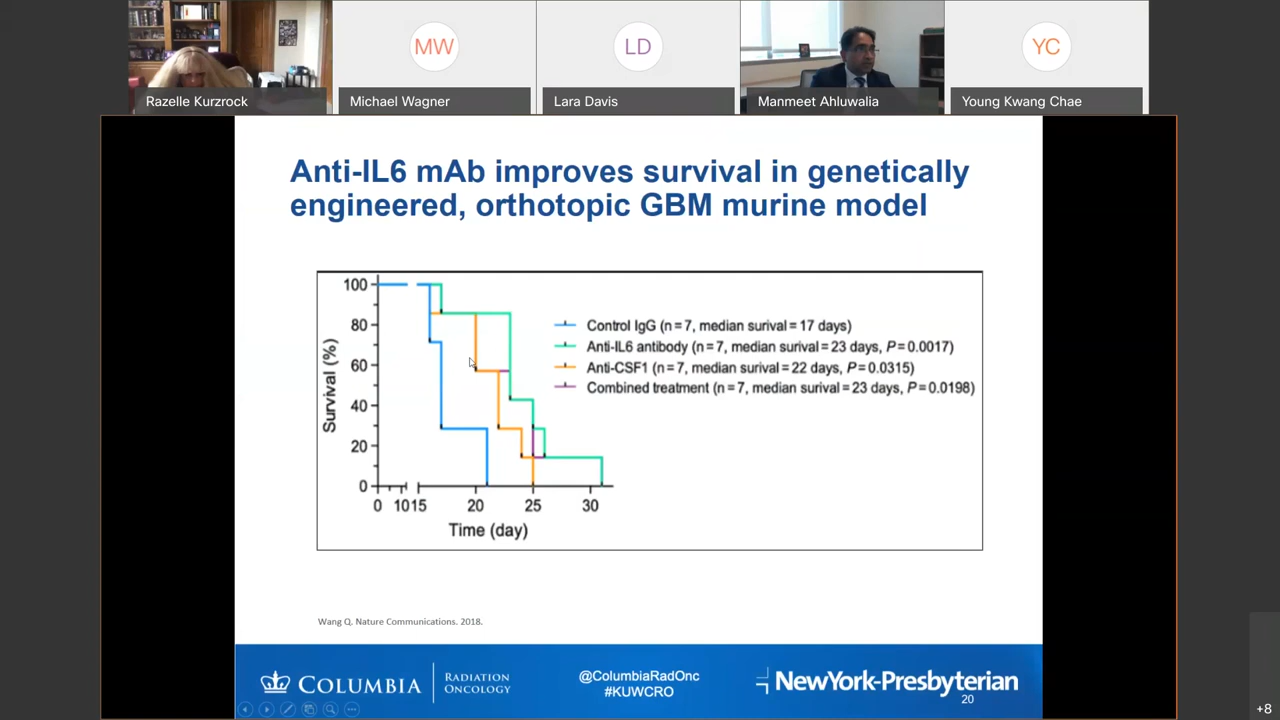 MW
LD
YC
Razelle Kurzrock
Michael Wagner
Lara Davis
Manmeet Ahluwalia
Young Kwang Chae
Anti-IL6 mAb improves survival in genetically
engineered, orthotopic GBM murine model
100
80
60
40
20
0
Survival (%)
0 10 15 20 25 30
Time (day)
Control IgG (n = 7, median surival = 17 days)
Anti-IL6 antibody (n = 7, median surival = 23 days, P = 0.0017)
Anti-CSF1 (n = 7, median surival = 22 days, P = 0.0315)
Combined treatment (n = 7, median surival = 23 days, P = 0.0198)
Wang Q. Nature Communications. 2018.
COLUMBIA
RADIATION
ONCOLOGY
@ColumbiaRadOnc
#KUWCRO
NewYork-Presbyterian
20
+8